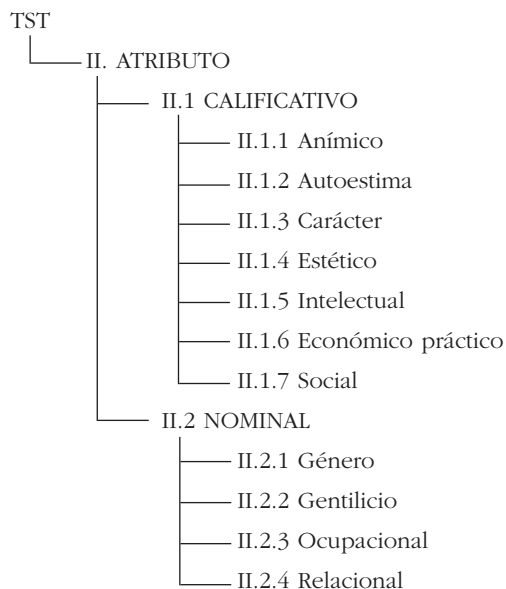 TST
II. ATRIBUTO
II.1 CALIFICATIVO
II.1.1 Anímico
II.1.2 Autoestima
II.1.3 Carácter
II.1.4 Estético
II.1.5 Intelectual
II.1.6 Económico práctico
II.1.7 Social
II.2 NOMINAL
II.2.1 Género
II.2.2 Gentilicio
II.2.3 Ocupacional
II.2.4 Relacional